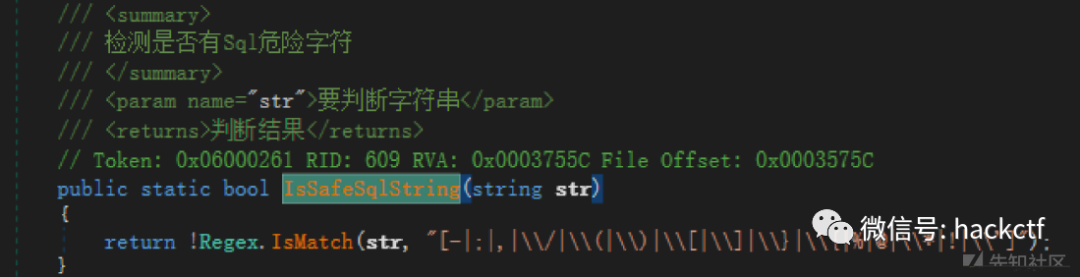 /// <summary>
/// 检测是否有Sql危险字符
/// </summary>
/// <param name="str">要判断字符串</param>
/// <returns>判断结果</returns>
// Token: 0x06000261 RID: 609 RVA: 0x0003755C File Offset: 0x0003575C
public static bool IsSafeSqlString(string str)
{
return !Regex.IsMatch(str, "[-|;|,|\\/|\\(|\\)|\\[|\\]|\\}|\\{|%|@|\\*|!|\\']");
}
微信号: hackctf
先知社区